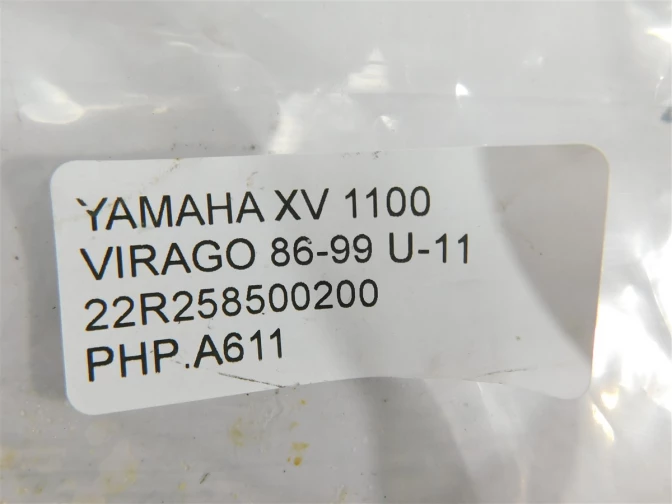 YAMAHA XV 1100
VIRAGO 86-99 U-11
22R258500200
PHP.A611